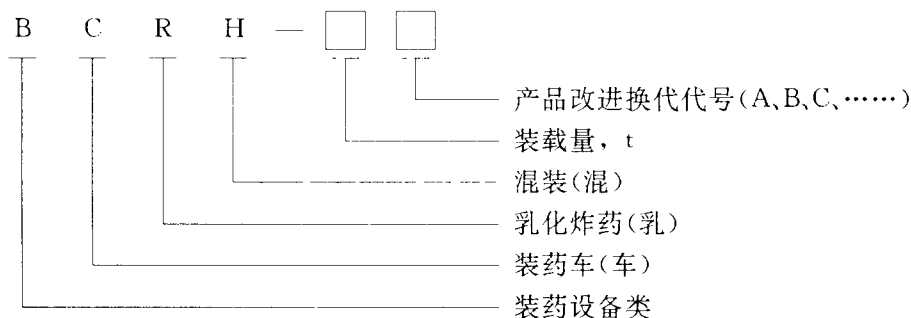 B C R H — □ □
产品改进换代代号(A、B、C、……)
装载量，t
混装(混)
乳化炸药(乳)
装药车(车)
装药设备类